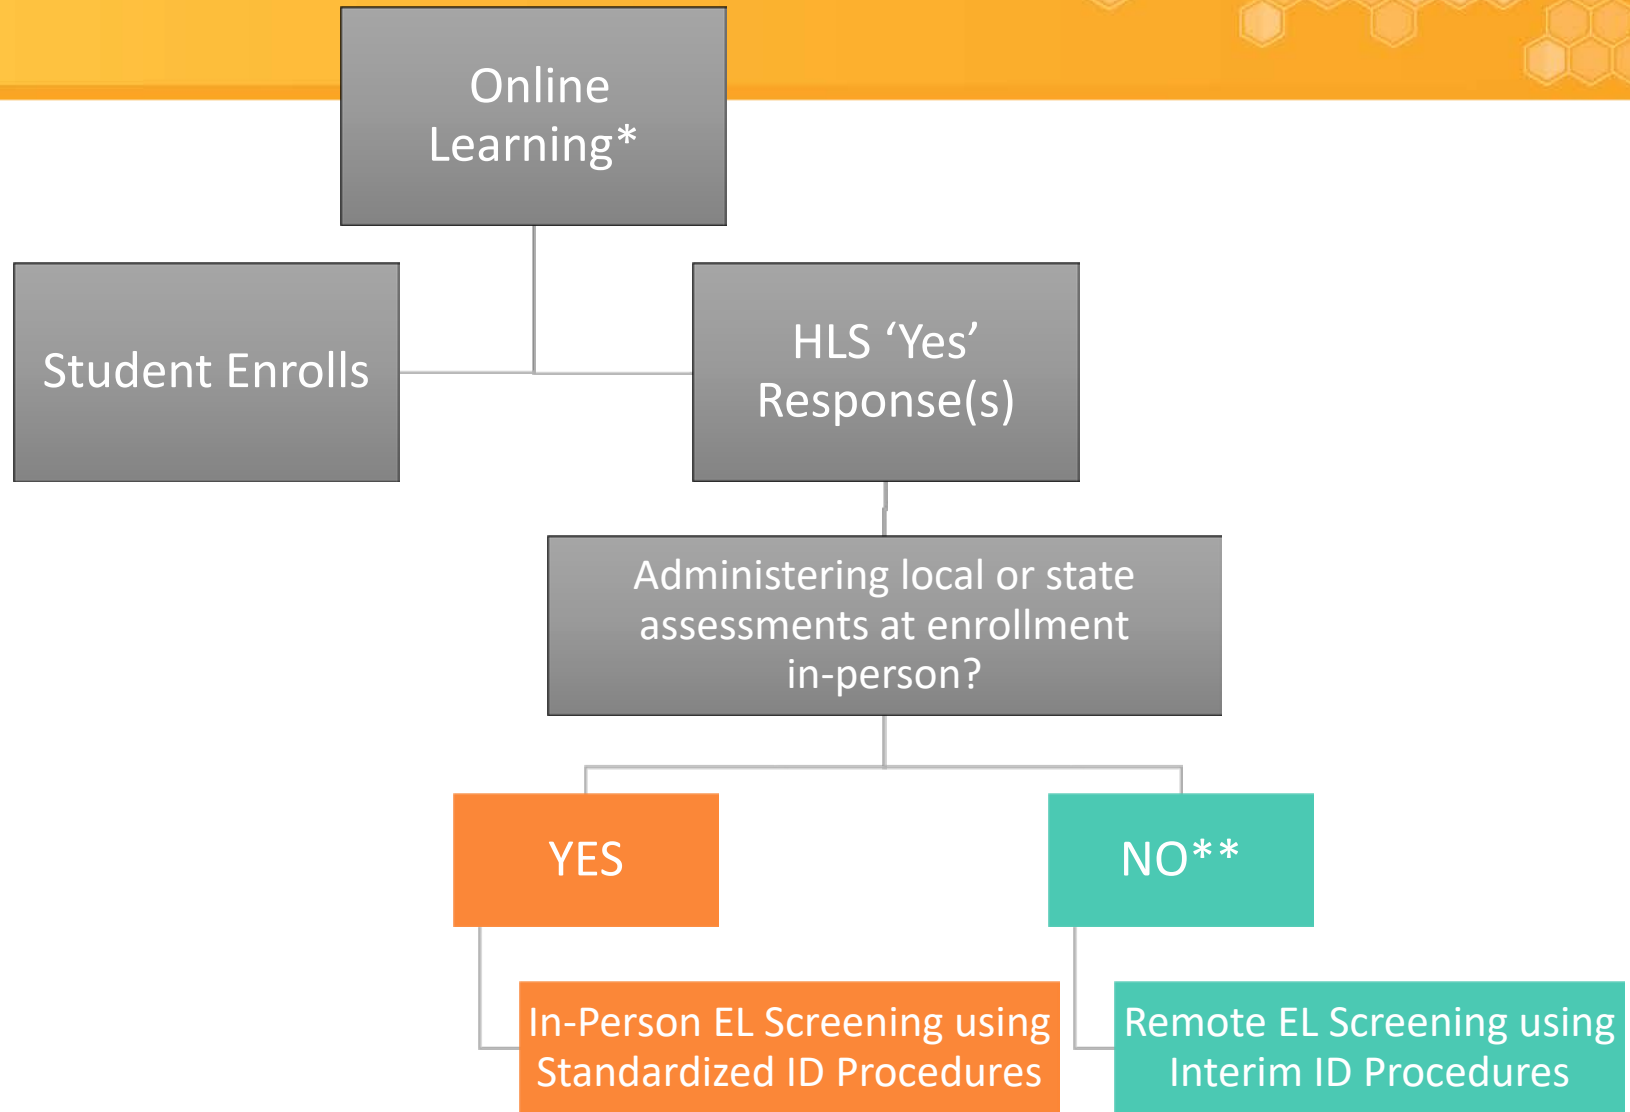 Online
Learning*
Student Enrolls
HLS ‘Yes’
Response(s)
Administering local or state
assessments at enrollment
in-person?
YES
NO**
In-Person EL Screening using
Standardized ID Procedures
Remote EL Screening using
Interim ID Procedures